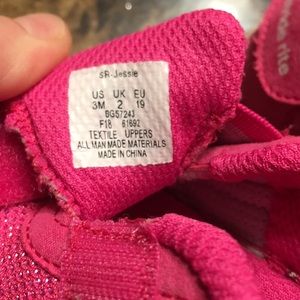 SR-Jessie
US UK EU
3M 2 19
BG57243
F18 61692
TEXTILE UPPERS
ALL MAN MADE MATERIALS
MADE IN CHINA